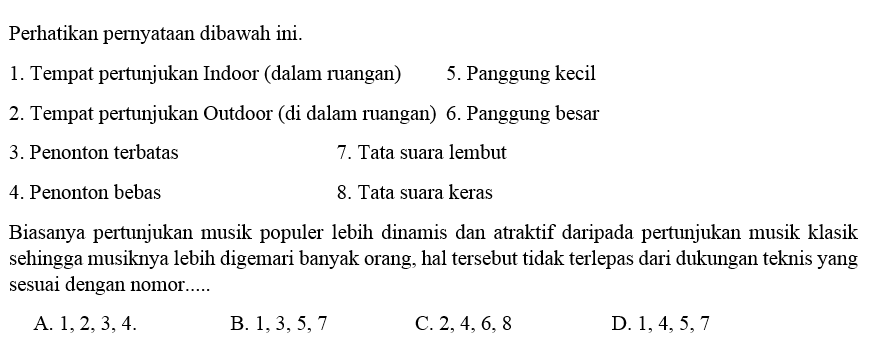 Perhatikan pernyataan dibawah ini.
1. Tempat pertunjukan Indoor (dalam ruangan) 5. Panggung kecil
2. Tempat pertunjukan Outdoor (di dalam ruangan) 6. Panggung besar
3. Penonton terbatas 7. Tata suara lembut
4. Penonton bebas 8. Tata suara keras
Biasanya pertunjukan musik populer lebih dinamis dan atraktif daripada pertunjukan musik klasik
sehingga musiknya lebih digemari banyak orang, hal tersebut tidak terlepas dari dukungan teknis yang
sesuai dengan nomor.....
A. 1, 2, 3, 4. B. 1, 3, 5, 7 C. 2, 4, 6, 8 D. 1, 4, 5, 7